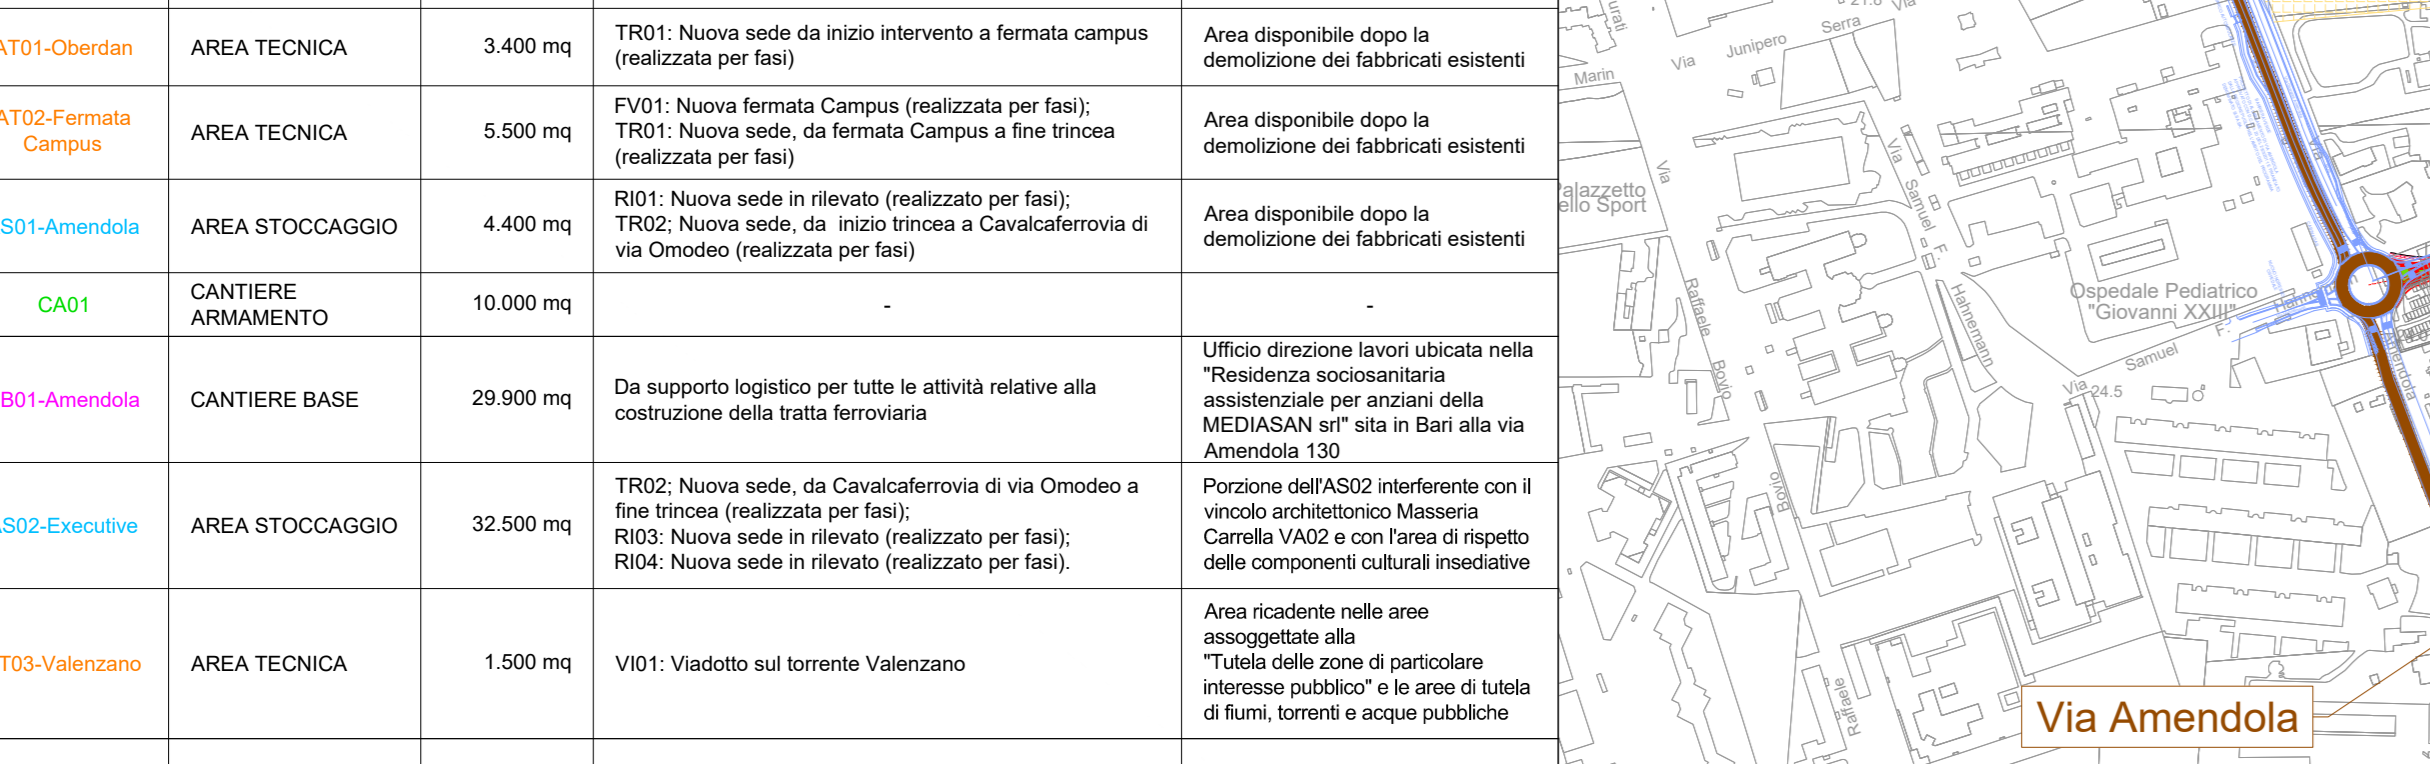 AT01-Oberdan
AREA TECNICA
3.400 mq
TR01: Nuova sede da inizio intervento a fermata campus
(realizzata per fasi)
Area disponibile dopo la
demolizione dei fabbricati esistenti
AT02-Fermata
Campus
AREA TECNICA
5.500 mq
FV01: Nuova fermata Campus (realizzata per fasi);
TR01: Nuova sede, da fermata Campus a fine trincea
(realizzata per fasi)
Area disponibile dopo la
demolizione dei fabbricati esistenti
S01-Amendola
AREA STOCCAGGIO
4.400 mq
RI01: Nuova sede in rilevato (realizzato per fasi);
TR02; Nuova sede, da inizio trincea a Cavalcaferrovia di
via Omodeo (realizzata per fasi)
Area disponibile dopo la
demolizione dei fabbricati esistenti
CA01
CANTIERE
ARMAMENTO
10.000 mq
-
-
B01-Amendola
CANTIERE BASE
29.900 mq
Da supporto logistico per tutte le attività relative alla
costruzione della tratta ferroviaria
Ufficio direzione lavori ubicata nella
"Residenza sociosanitaria
assistenziale per anziani della
MEDIASAN srl" sita in Bari alla via
Amendola 130
S02-Executive
AREA STOCCAGGIO
32.500 mq
TR02; Nuova sede, da Cavalcaferrovia di via Omodeo a
fine trincea (realizzata per fasi);
RI03: Nuova sede in rilevato (realizzato per fasi);
RI04: Nuova sede in rilevato (realizzato per fasi).
Porzione dell'AS02 interferente con il
vincolo architettonico Masseria
Carrella VA02 e con l'area di rispetto
delle componenti culturali insediative
T03-Valenzano
AREA TECNICA
1.500 mq
VI01: Viadotto sul torrente Valenzano
Area ricadente nelle aree
assoggettate alla
"Tutela delle zone di particolare
interesse pubblico" e le aree di tutela
di fiumi, torrenti e acque pubbliche
Via
Serra
Junipero
Via
Marin
Via
Via
Samuel F.
Hahnemann
Palazzetto
ello Sport
Raffaele
Bovio
Via
Ospedale Pediatrico
"Giovanni XXIII"
Samuel
F.
Via
24.5
Amendola
Bovio
Raffaele
Via Amendola